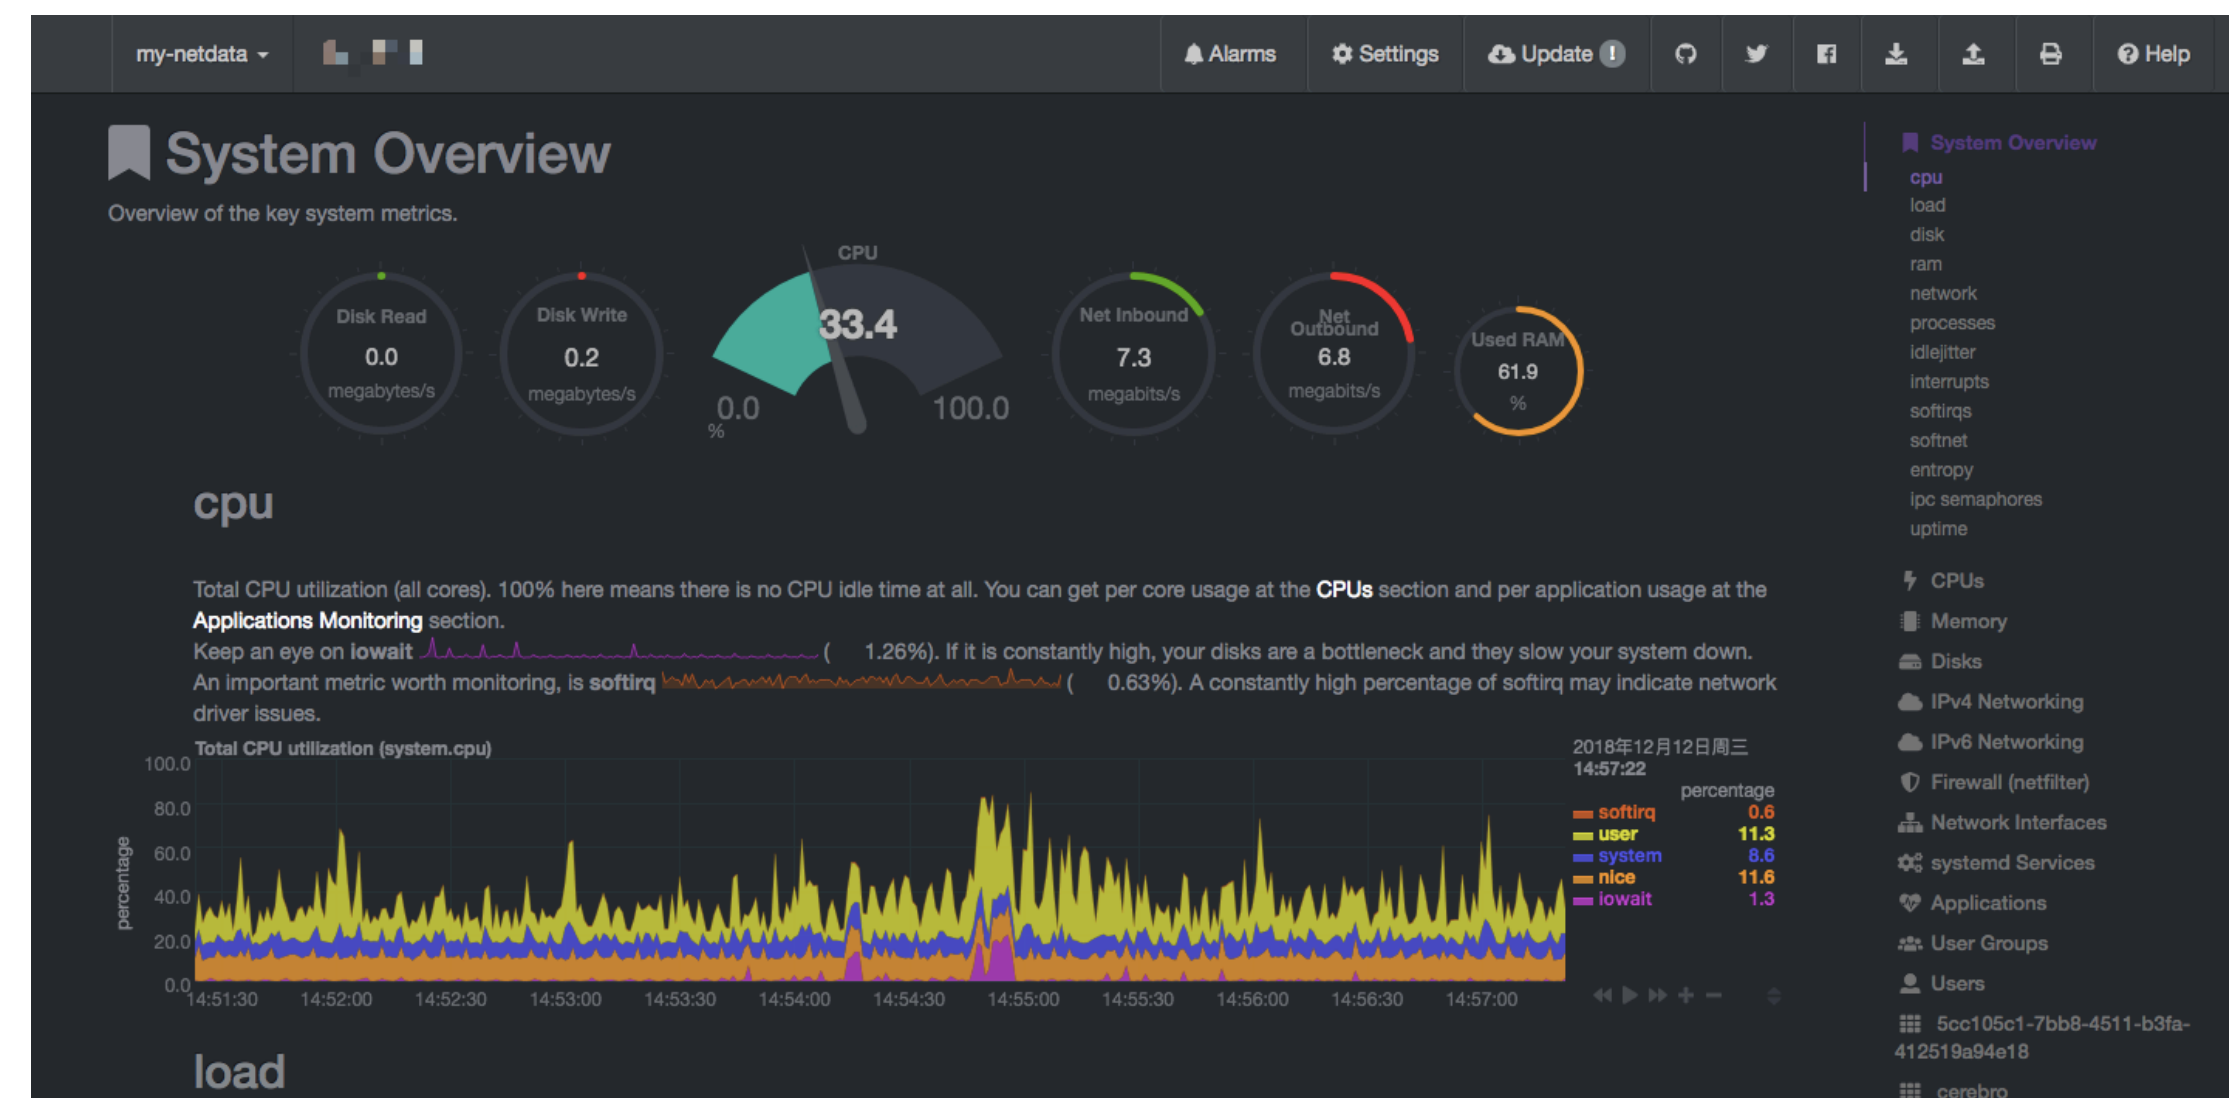 my-netdata
Alarms
Settings
Update !
Help
System Overview
Overview of the key system metrics.
Disk Read
0.0
megabytes/s
Disk Write
0.2
megabytes/s
CPU
33.4
0.0
100.0
%
Net Inbound
7.3
megabits/s
Net
Outbound
6.8
megabits/s
Used RAM
61.9
%
cpu
Total CPU utilization (all cores). 100% here means there is no CPU idle time at all. You can get per core usage at the CPUs section and per application usage at the
Applications Monitoring section.
Keep an eye on iowait ( 1.26%). If it is constantly high, your disks are a bottleneck and they slow your system down.
An important metric worth monitoring, is softirq ( 0.63%). A constantly high percentage of softirq may indicate network
driver issues.
Total CPU utilization (system.cpu)
percentage
100.0
80.0
60.0
40.0
20.0
0.0
14:51:30 14:52:00 14:52:30 14:53:00 14:53:30 14:54:00 14:54:30 14:55:00 14:55:30 14:56:00 14:56:30 14:57:00
2018年12月12日周三
14:57:22
percentage
softirq 0.6
user 11.3
system 8.6
nice 11.6
iowait 1.3
load
System Overview
cpu
load
disk
ram
network
processes
idlejitter
interrupts
softirqs
softnet
entropy
ipc semaphores
uptime
CPUs
Memory
Disks
IPv4 Networking
IPv6 Networking
Firewall (netfilter)
Network Interfaces
systemd Services
Applications
User Groups
Users
5cc105c1-7bb8-4511-b3fa-
412519a94e18
cerebro